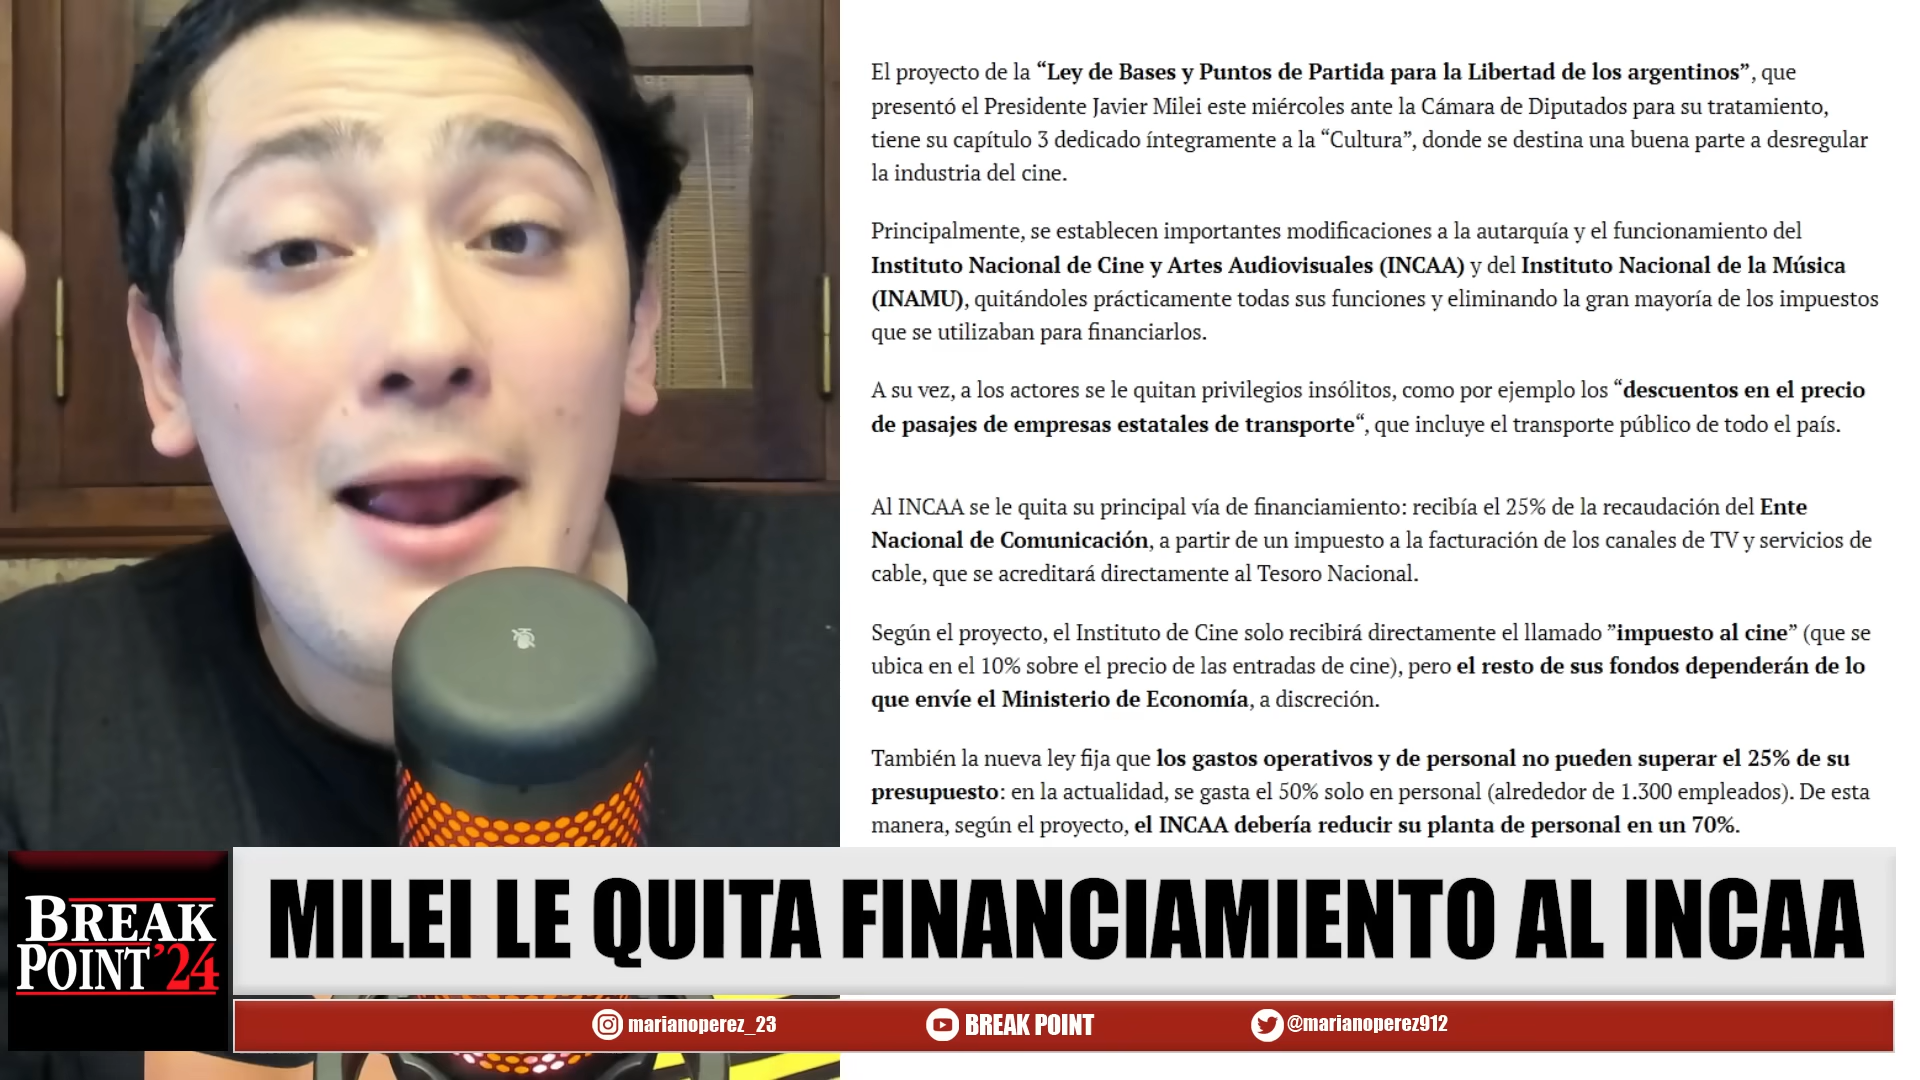 El proyecto de la “Ley de Bases y Puntos de Partida para la Libertad de los argentinos”, que
presentó el Presidente Javier Milei este miércoles ante la Cámara de Diputados para su tratamiento,
tiene su capítulo 3 dedicado íntegramente a la “Cultura”, donde se destina una buena parte a desregular
la industria del cine.
Principalmente, se establecen importantes modificaciones a la autarquía y el funcionamiento del
Instituto Nacional de Cine y Artes Audiovisuales (INCAA) y del Instituto Nacional de la Música
(INAMU), quitándoles prácticamente todas sus funciones y eliminando la gran mayoría de los impuestos
que se utilizaban para financiarlos.
A su vez, a los actores se le quitan privilegios insólitos, como por ejemplo los “descuentos en el precio
de pasajes de empresas estatales de transporte“, que incluye el transporte público de todo el país.
Al INCAA se le quita su principal vía de financiamiento: recibía el 25% de la recaudación del Ente
Nacional de Comunicación, a partir de un impuesto a la facturación de los canales de TV y servicios de
cable, que se acreditará directamente al Tesoro Nacional.
Según el proyecto, el Instituto de Cine solo recibirá directamente el llamado ”impuesto al cine” (que se
ubica en el 10% sobre el precio de las entradas de cine), pero el resto de sus fondos dependerán de lo
que envíe el Ministerio de Economía, a discreción.
También la nueva ley fija que los gastos operativos y de personal no pueden superar el 25% de su
presupuesto: en la actualidad, se gasta el 50% solo en personal (alrededor de 1.300 empleados). De esta
manera, según el proyecto, el INCAA debería reducir su planta de personal en un 70%.
BREAK
POINT '24
MILEI LE QUITA FINANCIAMIENTO AL INCAA
marianoperez_23
BREAK POINT
@marianoperez912